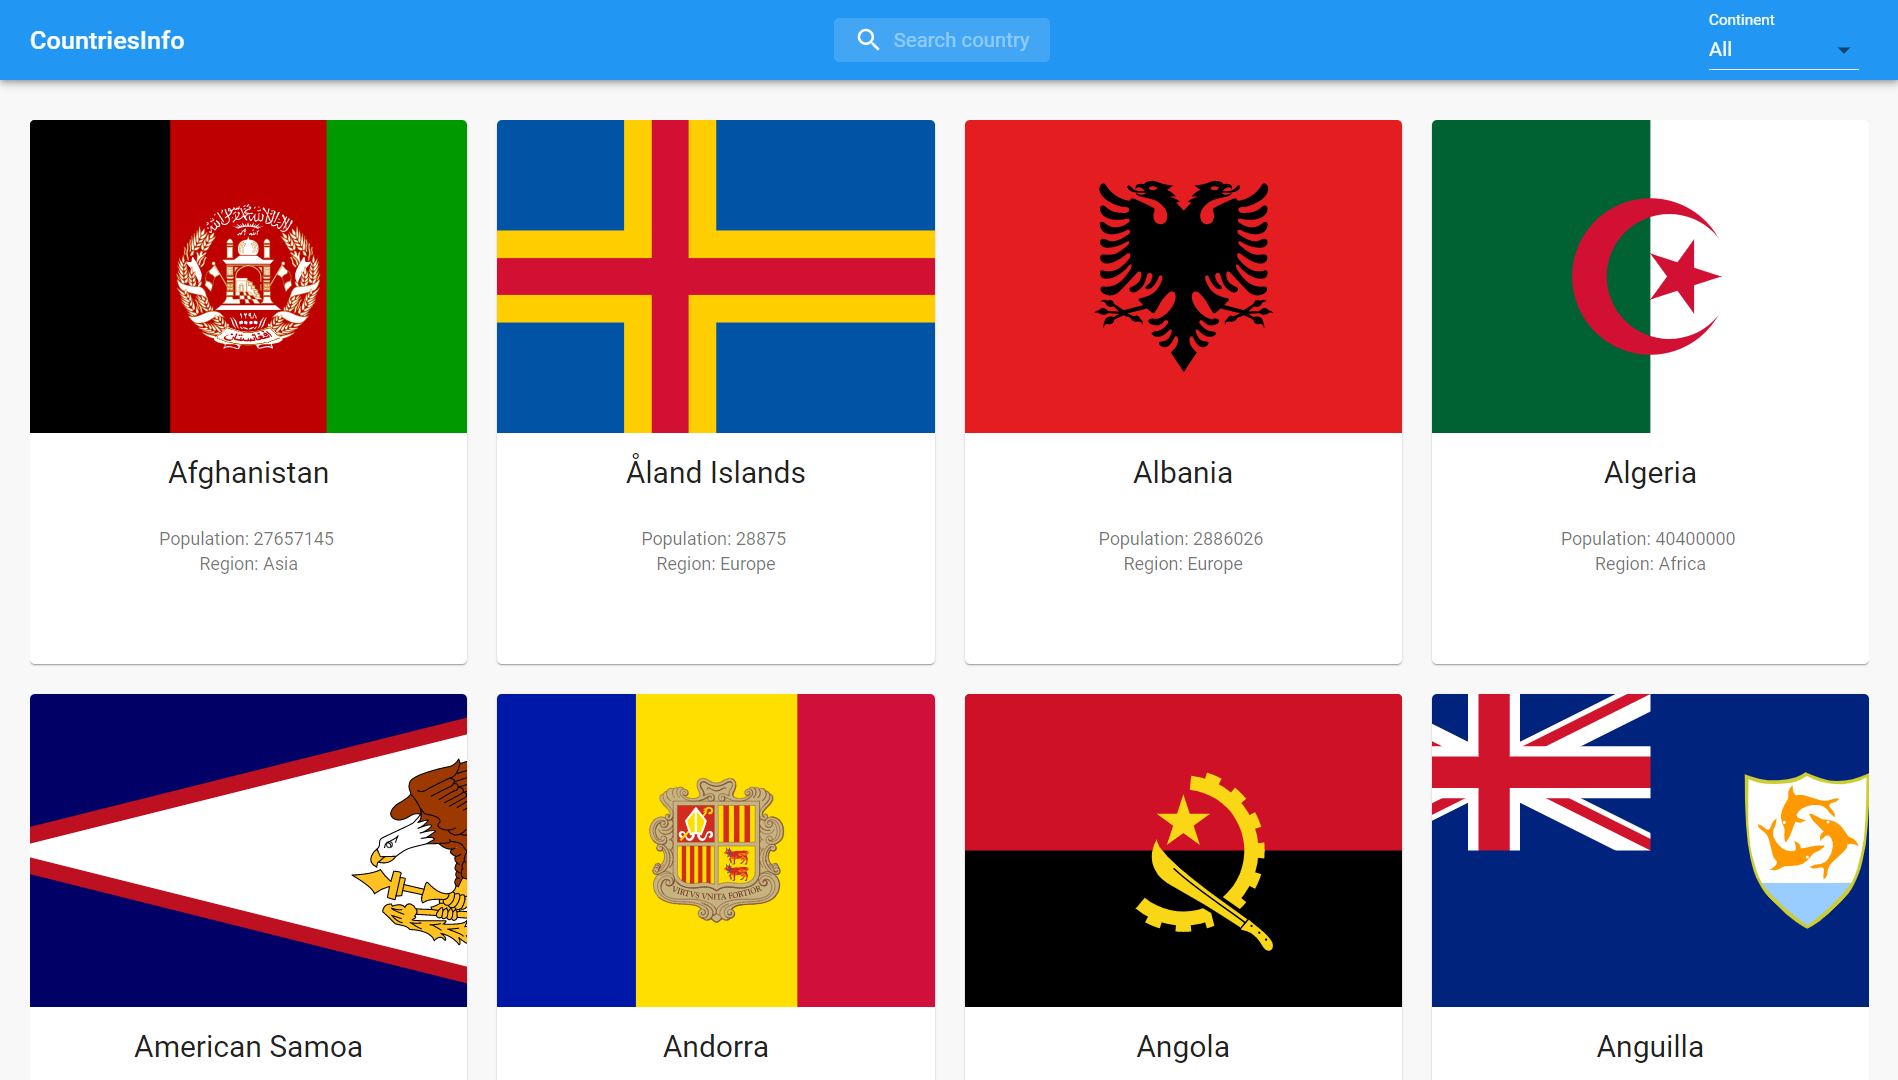 CountriesInfo
Search country
Continent
All
Afghanistan
Population: 27657145
Region: Asia
Åland Islands
Population: 28875
Region: Europe
Albania
Population: 2886026
Region: Europe
Algeria
Population: 40400000
Region: Africa
American Samoa
VIRTVS VNITA FORTIOR
Andorra
Angola
Anguilla